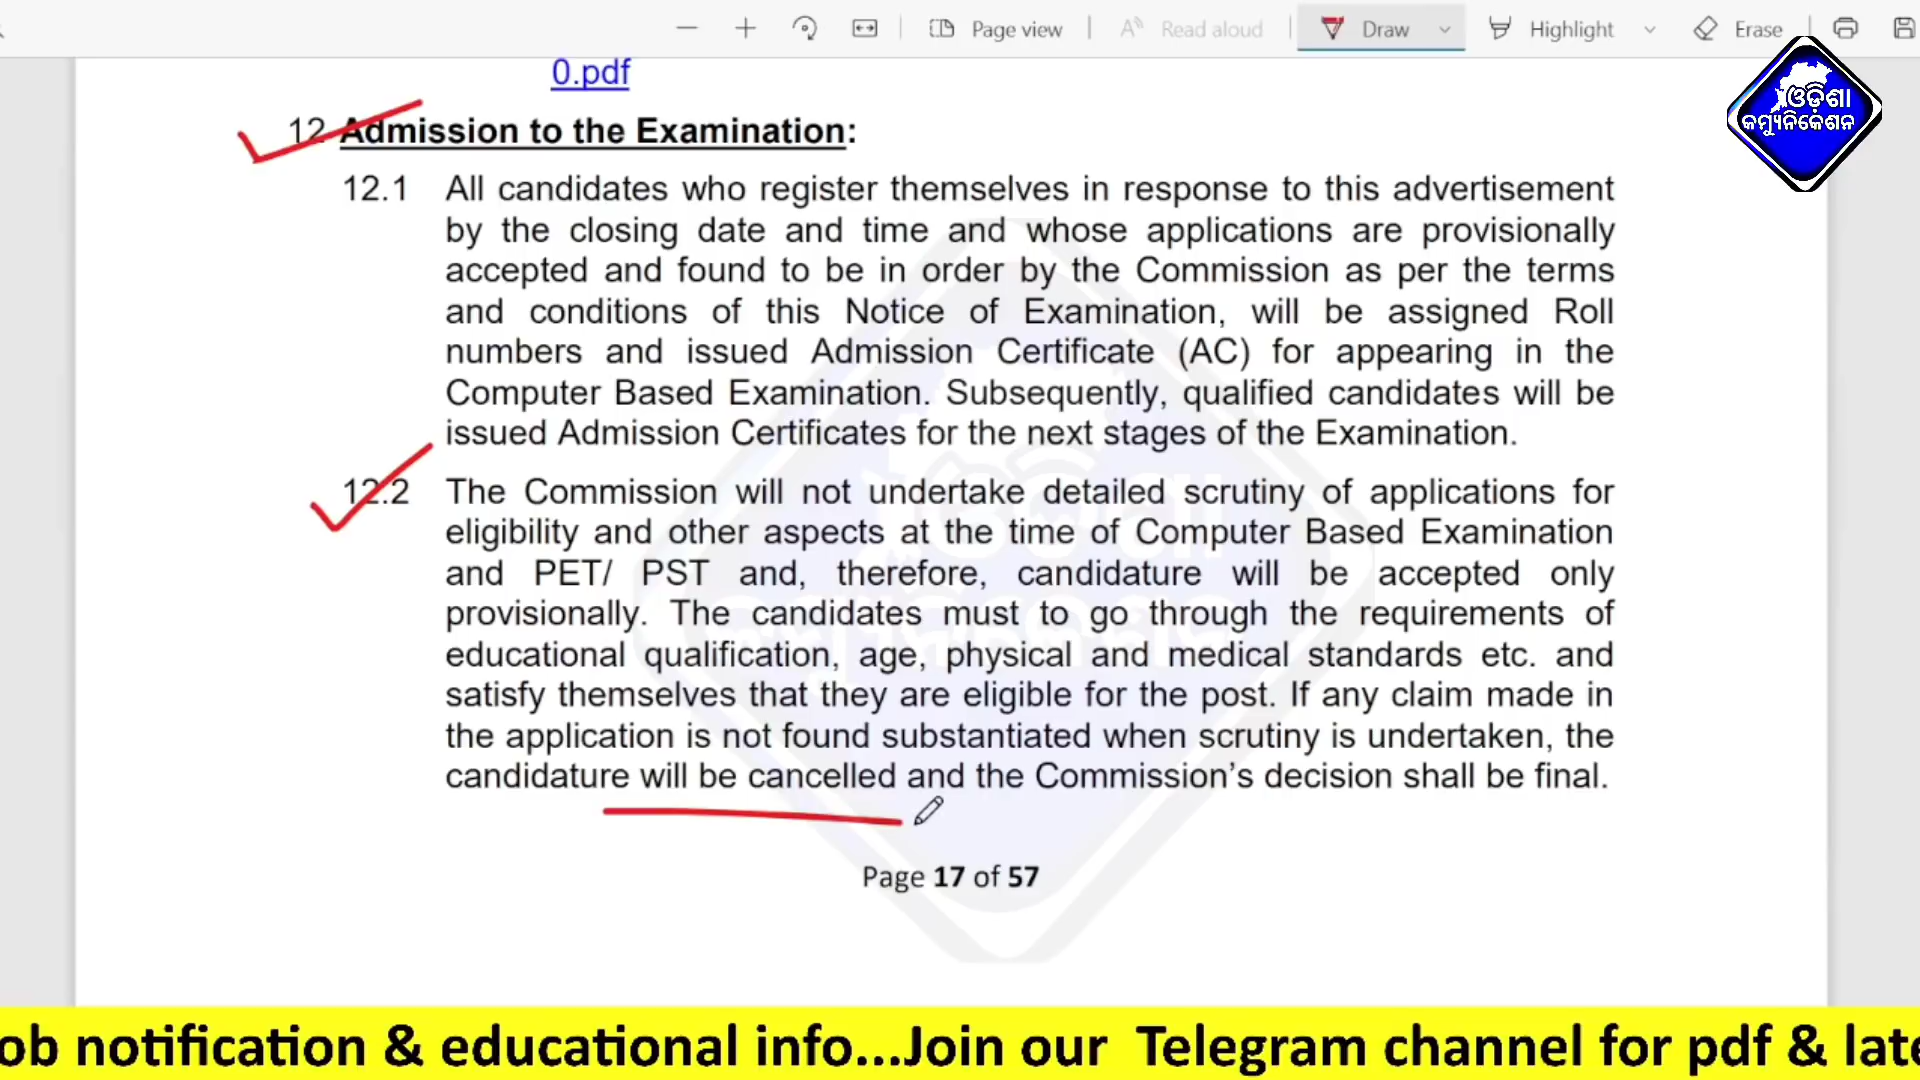 Page view
Read aloud
Draw
Highlight
Erase
0.pdf
ଓଡ଼ିଶା
କମ୍ୟୁନିକେଶନ
12 Admission to the Examination:
12.1 All candidates who register themselves in response to this advertisement
by the closing date and time and whose applications are provisionally
accepted and found to be in order by the Commission as per the terms
and conditions of this Notice of Examination, will be assigned Roll
numbers and issued Admission Certificate (AC) for appearing in the
Computer Based Examination. Subsequently, qualified candidates will be
issued Admission Certificates for the next stages of the Examination.
12.2 The Commission will not undertake detailed scrutiny of applications for
eligibility and other aspects at the time of Computer Based Examination
and PET/ PST and, therefore, candidature will be accepted only
provisionally. The candidates must to go through the requirements of
educational qualification, age, physical and medical standards etc. and
satisfy themselves that they are eligible for the post. If any claim made in
the application is not found substantiated when scrutiny is undertaken, the
candidature will be cancelled and the Commission’s decision shall be final.
Page 17 of 57
ob notification & educational info...Join our Telegram channel for pdf & late